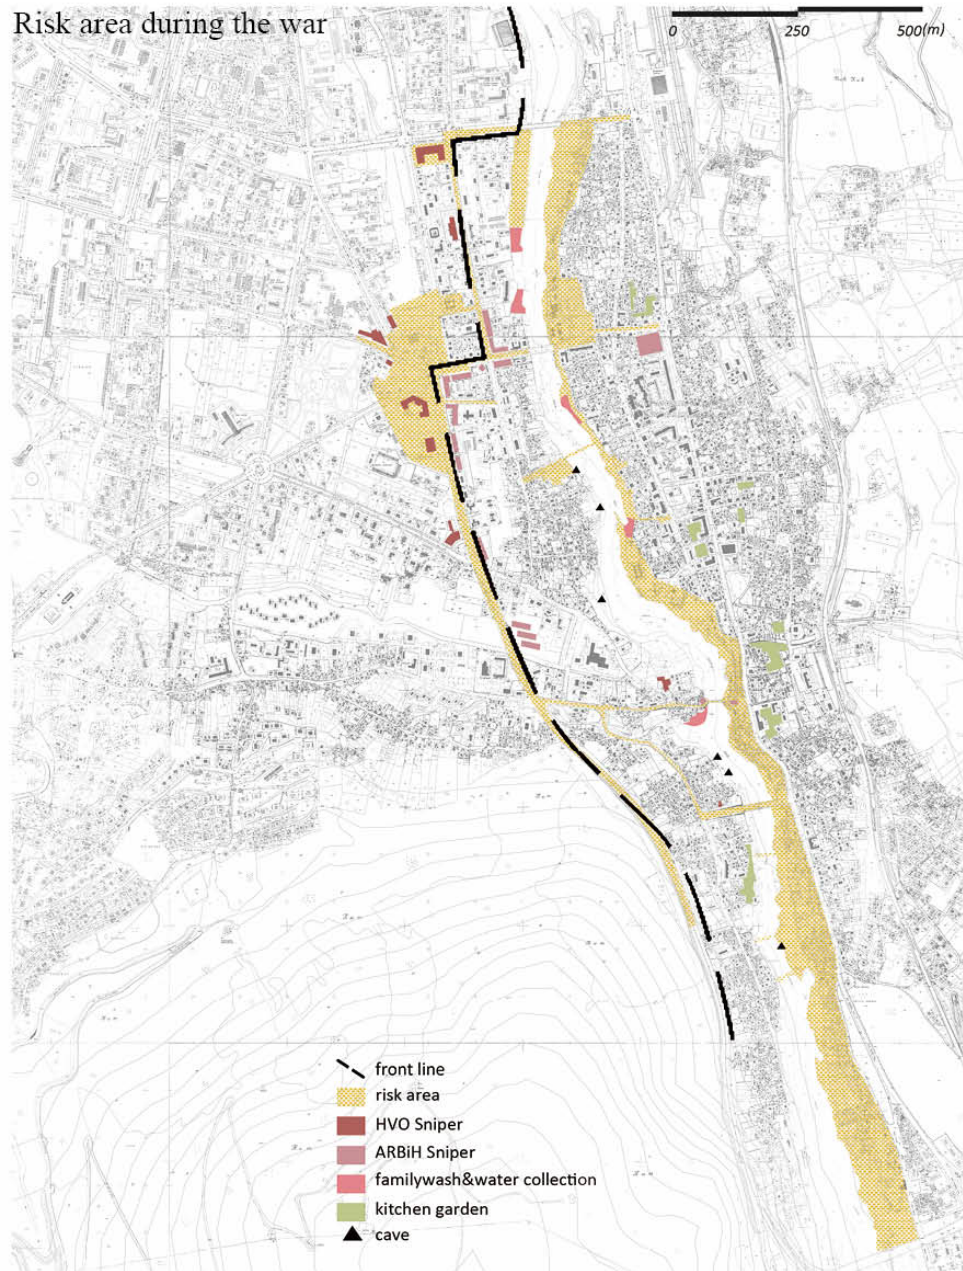 Risk area during the war
0 250 500(m)
front line
risk area
HVO Sniper
ARBiH Sniper
familywash&water collection
kitchen garden
cave